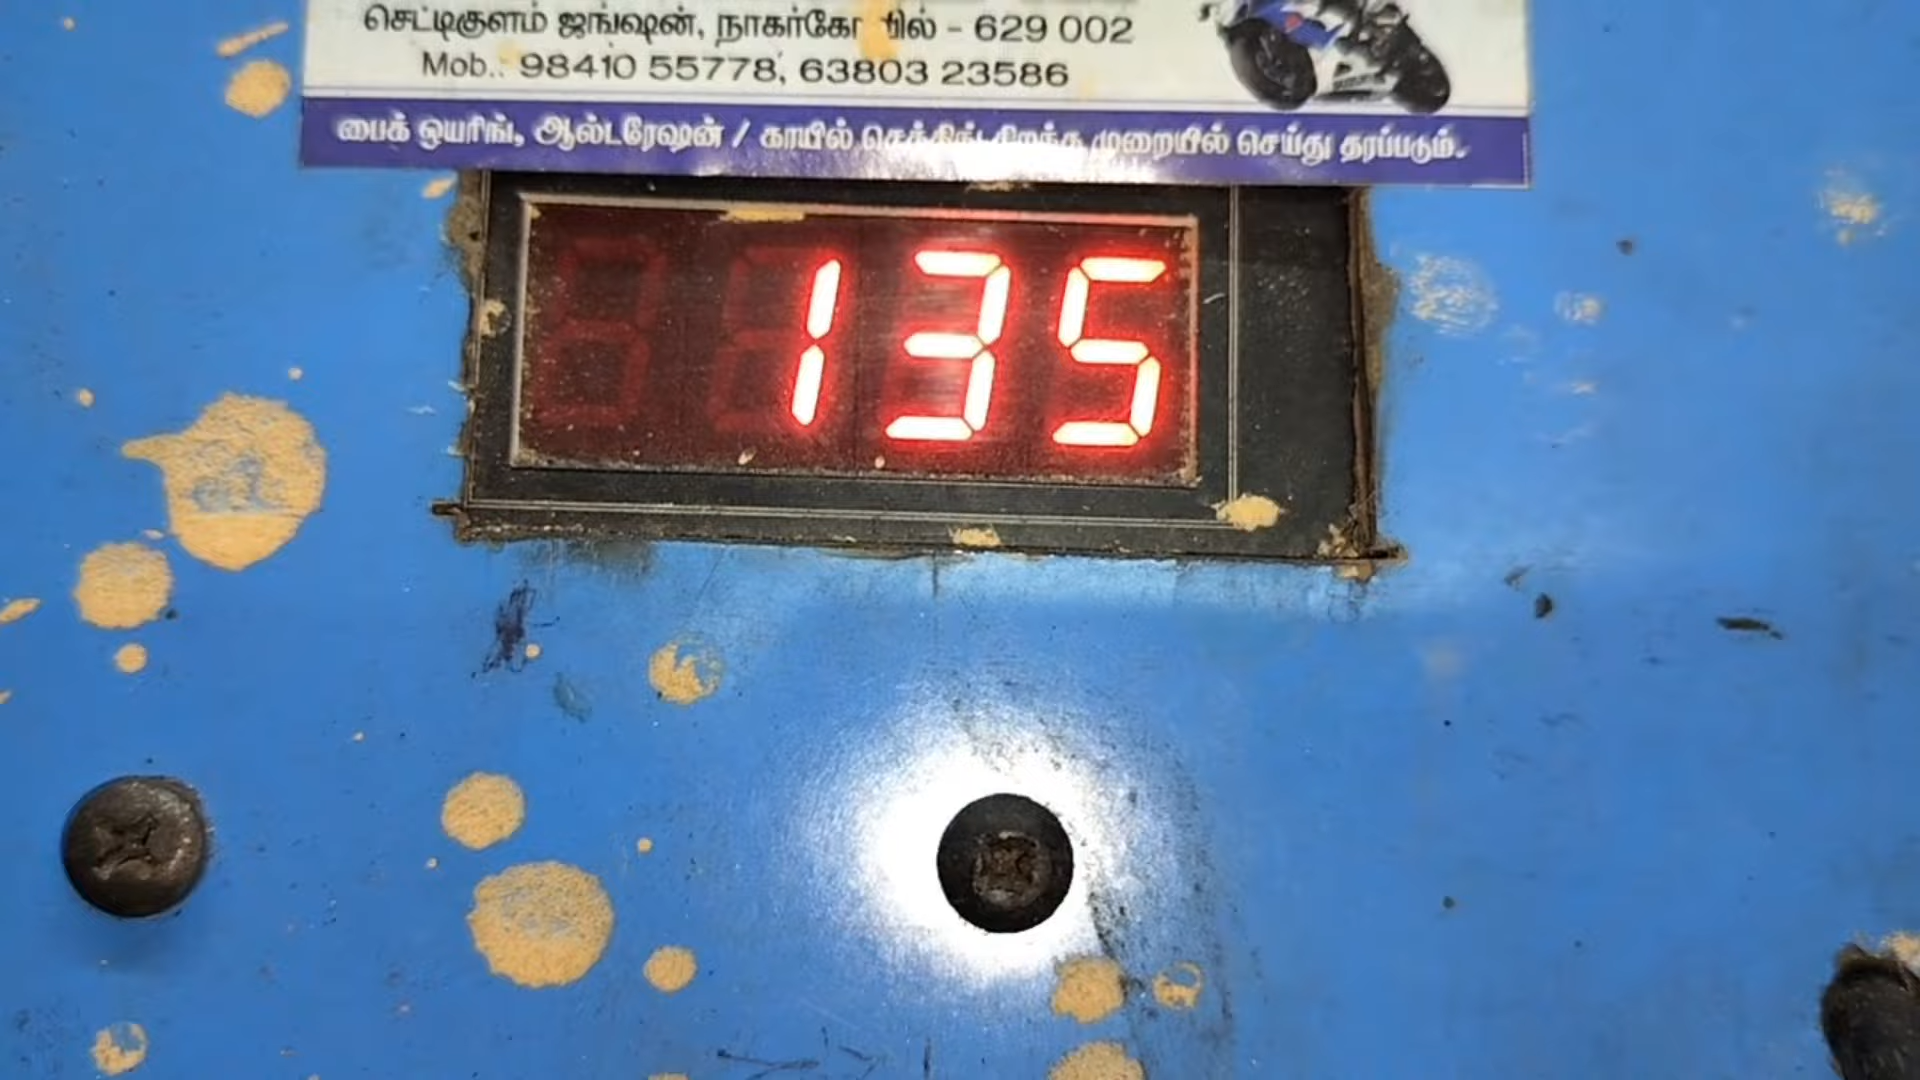 செட்டிகுளம் ஜங்ஷன், நாகர்கோ யில் - 629 002
Mob.: 98410 55778, 63803 23586
பைக் ஒயரிங், ஆல்டரேஷன் / காயில் முறையில் செய்து தரப்படும்.
135